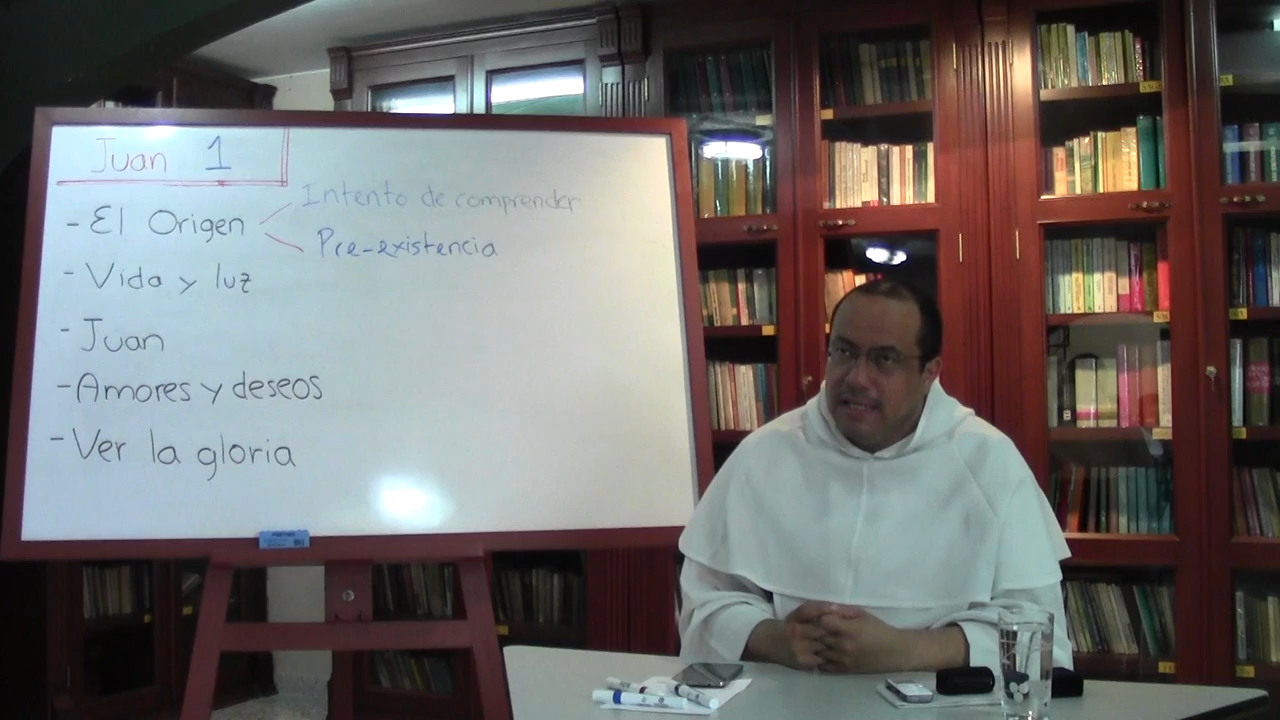 Juan 1
- El Origen
Intento de comprender
Pre-existencia
- Vida y luz
- Juan
- Amores y deseos
- Ver la gloria